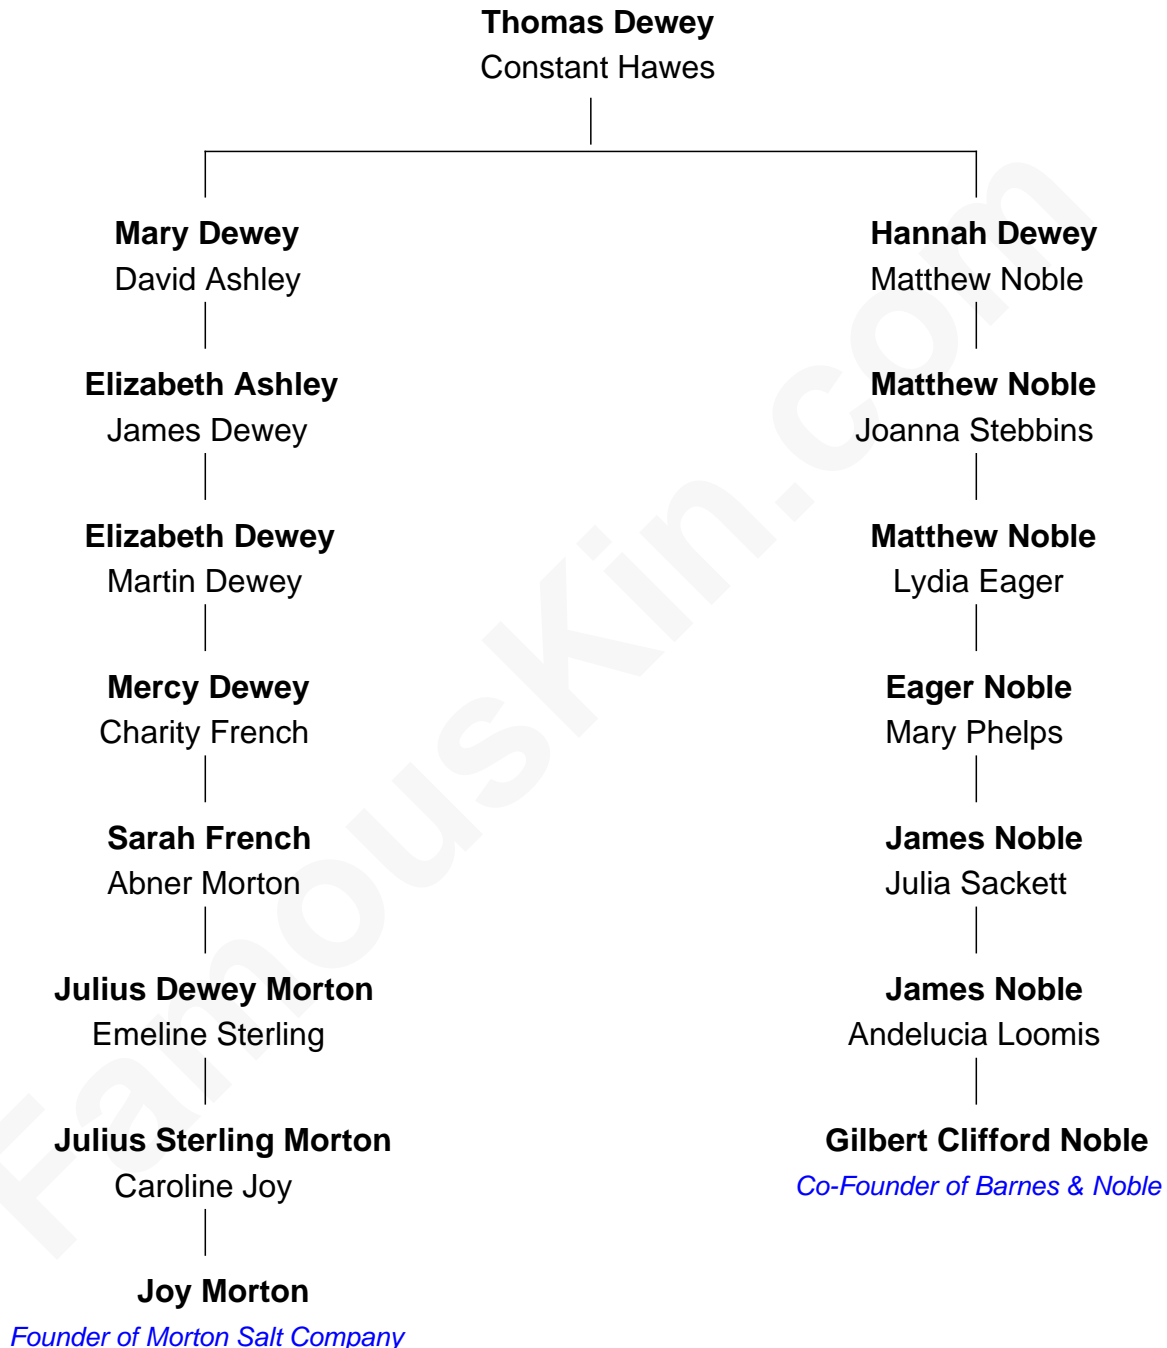 Thomas Dewey
Constant Hawes
Mary Dewey
David Ashley
Hannah Dewey
Matthew Noble
Elizabeth Ashley
James Dewey
Matthew Noble
Joanna Stebbins
Elizabeth Dewey
Martin Dewey
Matthew Noble
Lydia Eager
Mercy Dewey
Charity French
Eager Noble
Mary Phelps
Sarah French
Abner Morton
James Noble
Julia Sackett
Julius Dewey Morton
Emeline Sterling
James Noble
Andelucia Loomis
Julius Sterling Morton
Caroline Joy
Gilbert Clifford Noble
Co-Founder of Barnes & Noble
Joy Morton
Founder of Morton Salt Company
FamousKin.com